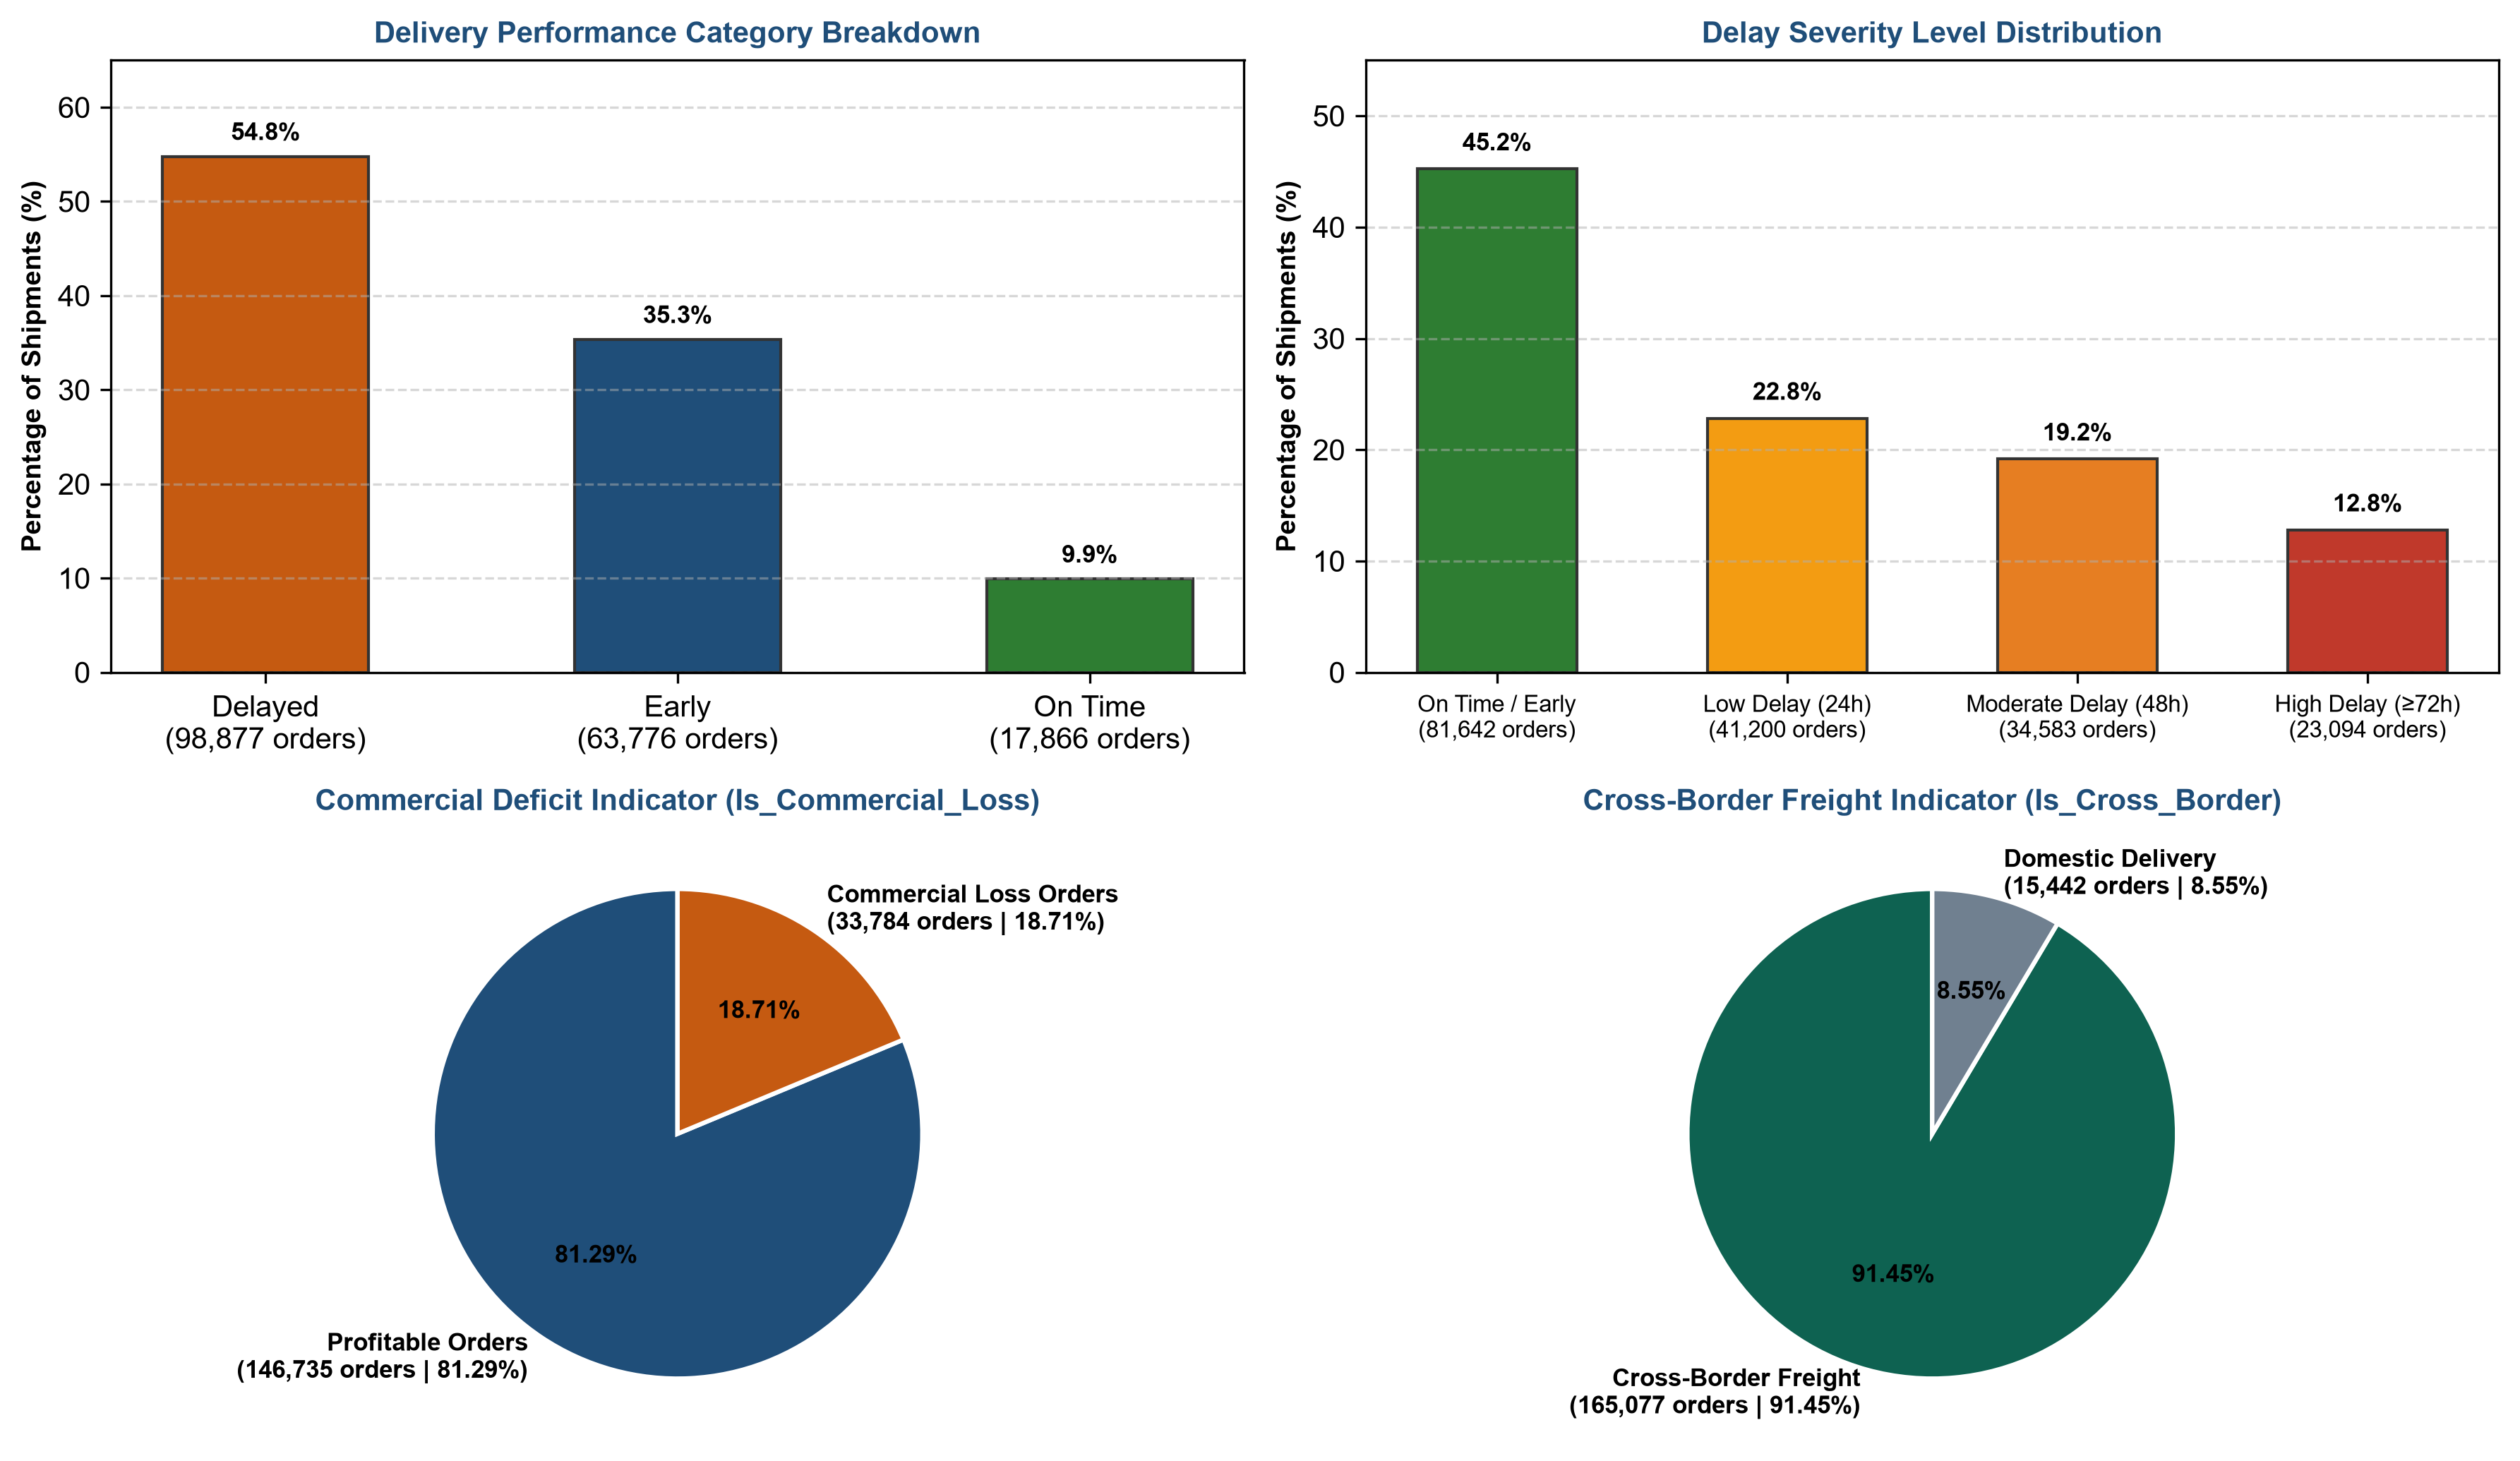 Delivery Performance Category Breakdown
Percentage of Shipments (%)
60
50
40
30
20
10
0
54.8%
35.3%
9.9%
Delayed
(98,877 orders)
Early
(63,776 orders)
On Time
(17,866 orders)
Delay Severity Level Distribution
Percentage of Shipments (%)
50
40
30
20
10
0
45.2%
22.8%
19.2%
12.8%
On Time / Early
(81,642 orders)
Low Delay (24h)
(41,200 orders)
Moderate Delay (48h)
(34,583 orders)
High Delay (≥72h)
(23,094 orders)
Commercial Deficit Indicator (Is_Commercial_Loss)
Commercial Loss Orders
(33,784 orders | 18.71%)
18.71%
81.29%
Profitable Orders
(146,735 orders | 81.29%)
Cross-Border Freight Indicator (Is_Cross_Border)
Domestic Delivery
(15,442 orders | 8.55%)
8.55%
91.45%
Cross-Border Freight
(165,077 orders | 91.45%)